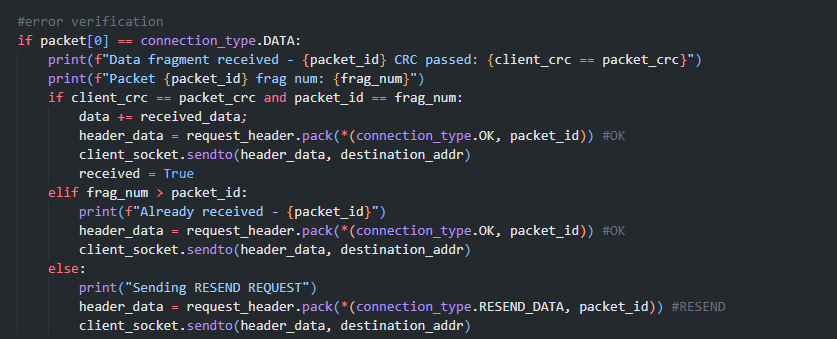 #error verification
if packet[0] == connection_type.DATA:
    print(f"Data fragment received - {packet_id} CRC passed: {client_crc == packet_crc}")
    print(f"Packet {packet_id} frag num: {frag_num}")
    if client_crc == packet_crc and packet_id == frag_num:
        data += received_data;
        header_data = request_header.pack(*(connection_type.OK, packet_id)) #OK
        client_socket.sendto(header_data, destination_addr)
        received = True
    elif frag_num > packet_id:
        print(f"Already received - {packet_id}")
        header_data = request_header.pack(*(connection_type.OK, packet_id)) #OK
        client_socket.sendto(header_data, destination_addr)
    else:
        print("Sending RESEND REQUEST")
        header_data = request_header.pack(*(connection_type.RESEND_DATA, packet_id)) #RESEND
        client_socket.sendto(header_data, destination_addr)